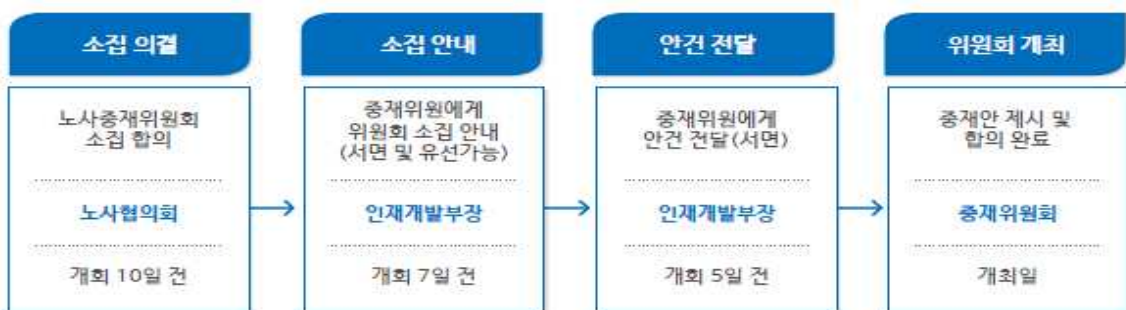 소집 의결
노사중재위원회
소집 합의
노사협의회
개회 10일 전
소집 안내
중재위원에게
위원회 소집 안내
(서면 및 유선가능)
인재개발부장
개회 7일 전
안건 전달
중재위원에게
안건 전달(서면)
인재개발부장
개회 5일 전
위원회 개최
중재안 제시 및
합의 완료
중재위원회
개최일